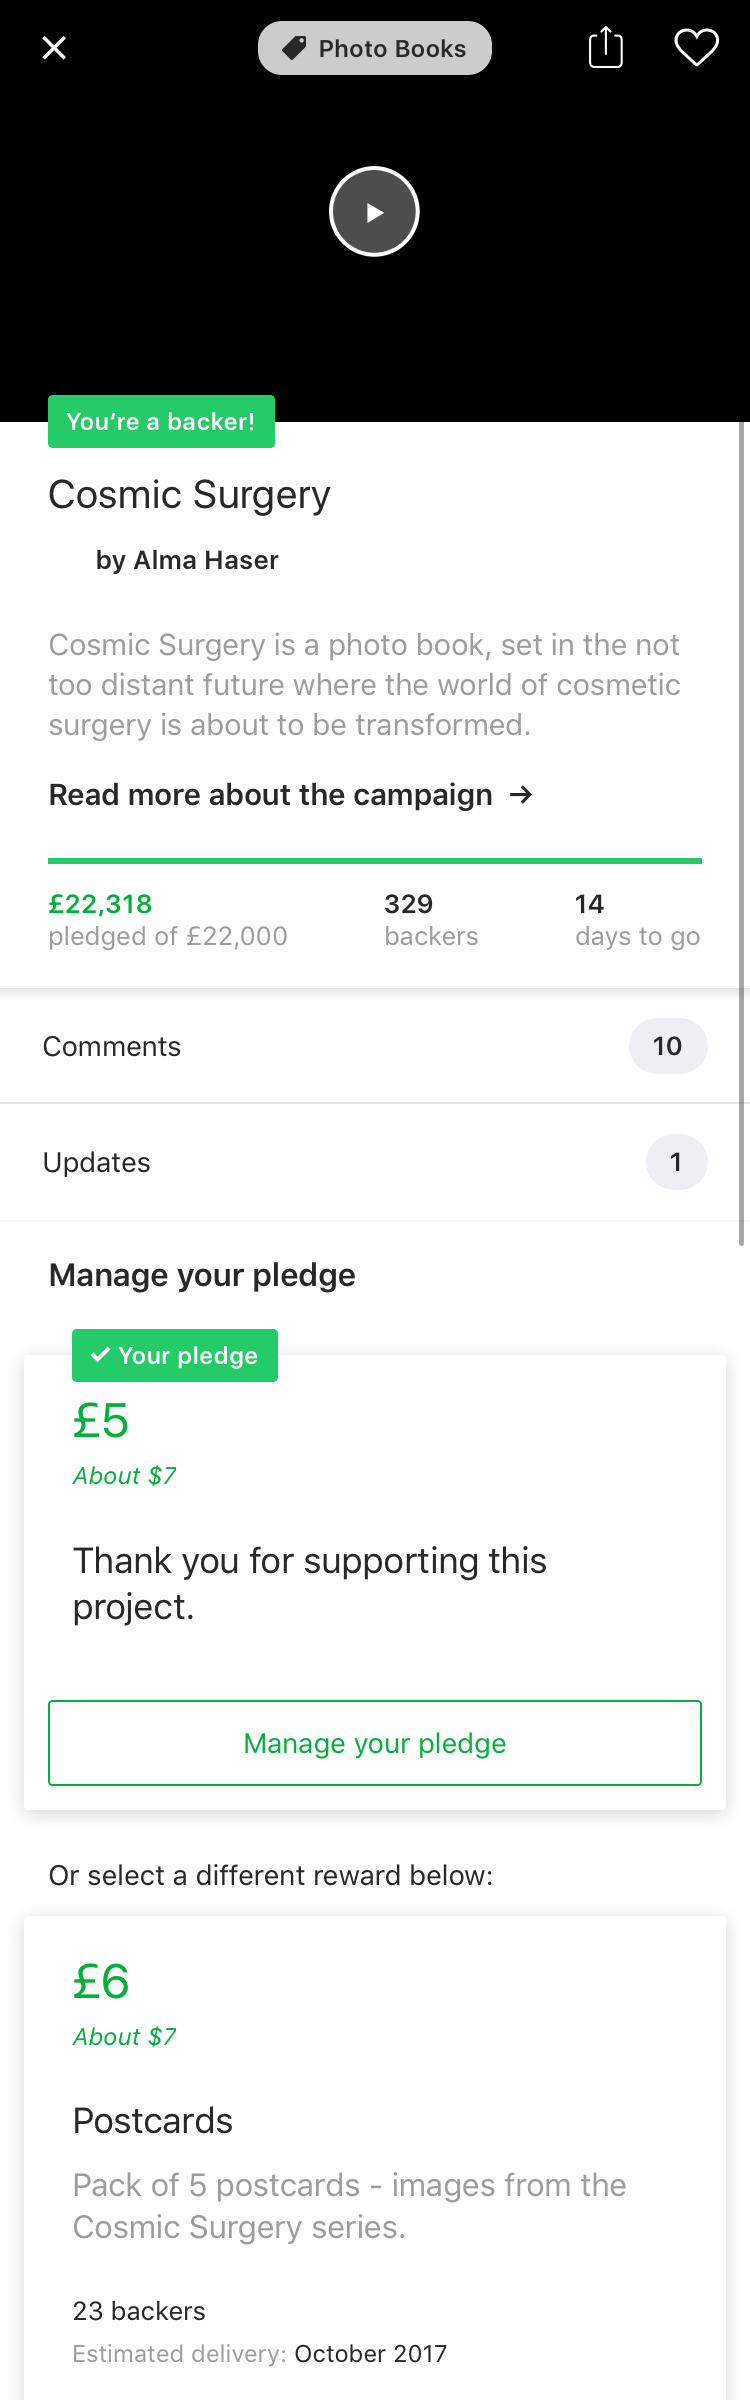 Photo Books
You’re a backer!
Cosmic Surgery
by Alma Haser
Cosmic Surgery is a photo book, set in the not
too distant future where the world of cosmetic
surgery is about to be transformed.
Read more about the campaign →
£22,318 329 14
pledged of £22,000 backers days to go
Comments 10
Updates 1
Manage your pledge
Your pledge
£5
About $7
Thank you for supporting this
project.
Manage your pledge
Or select a different reward below:
£6
About $7
Postcards
Pack of 5 postcards - images from the
Cosmic Surgery series.
23 backers
Estimated delivery: October 2017